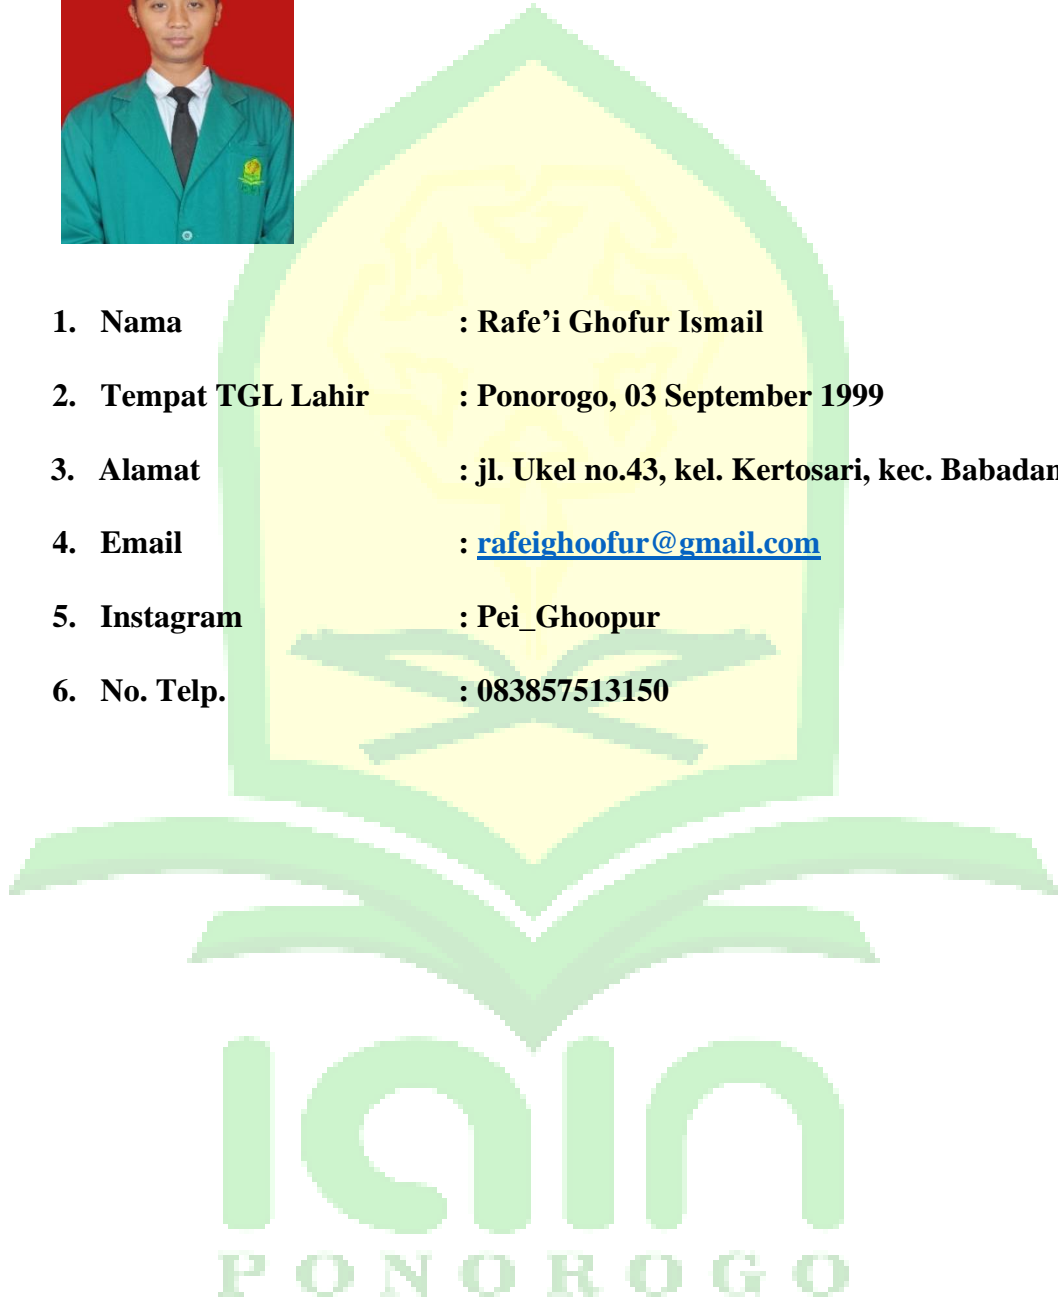 1. Nama : Rafe’i Ghofur Ismail
2. Tempat TGL Lahir : Ponorogo, 03 September 1999
3. Alamat : jl. Ukel no.43, kel. Kertosari, kec. Babadan
4. Email : rafeighoofur@gmail.com
5. Instagram : Pei_Ghoopur
6. No. Telp. : 083857513150
iain
PONOROGO